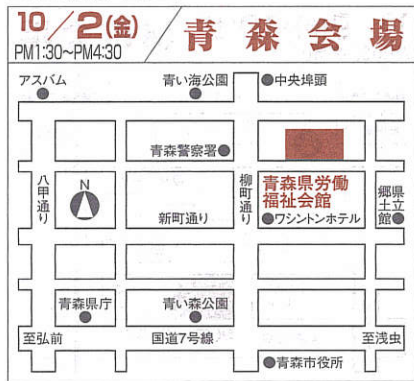 10/2(金)
PM1:30~PM4:30
青森会場
アスパム
青い海公園
中央埠頭
青森警察署
八甲通り
N
新町通り
柳町通り
青森県労働
福祉会館
ワシントンホテル
県立
郷土館
青森県庁
青い森公園
至弘前
国道7号線
至浅虫
青森市役所